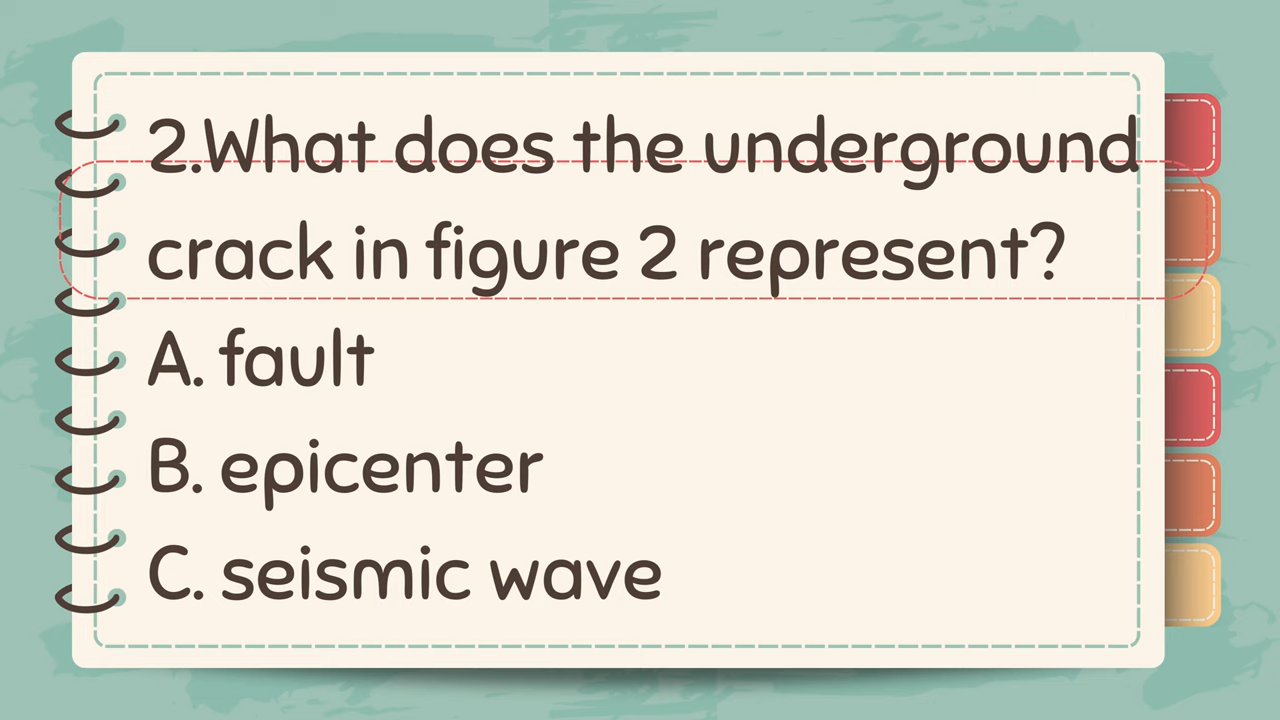 2.What does the underground
crack in figure 2 represent?
A. fault
B. epicenter
C. seismic wave